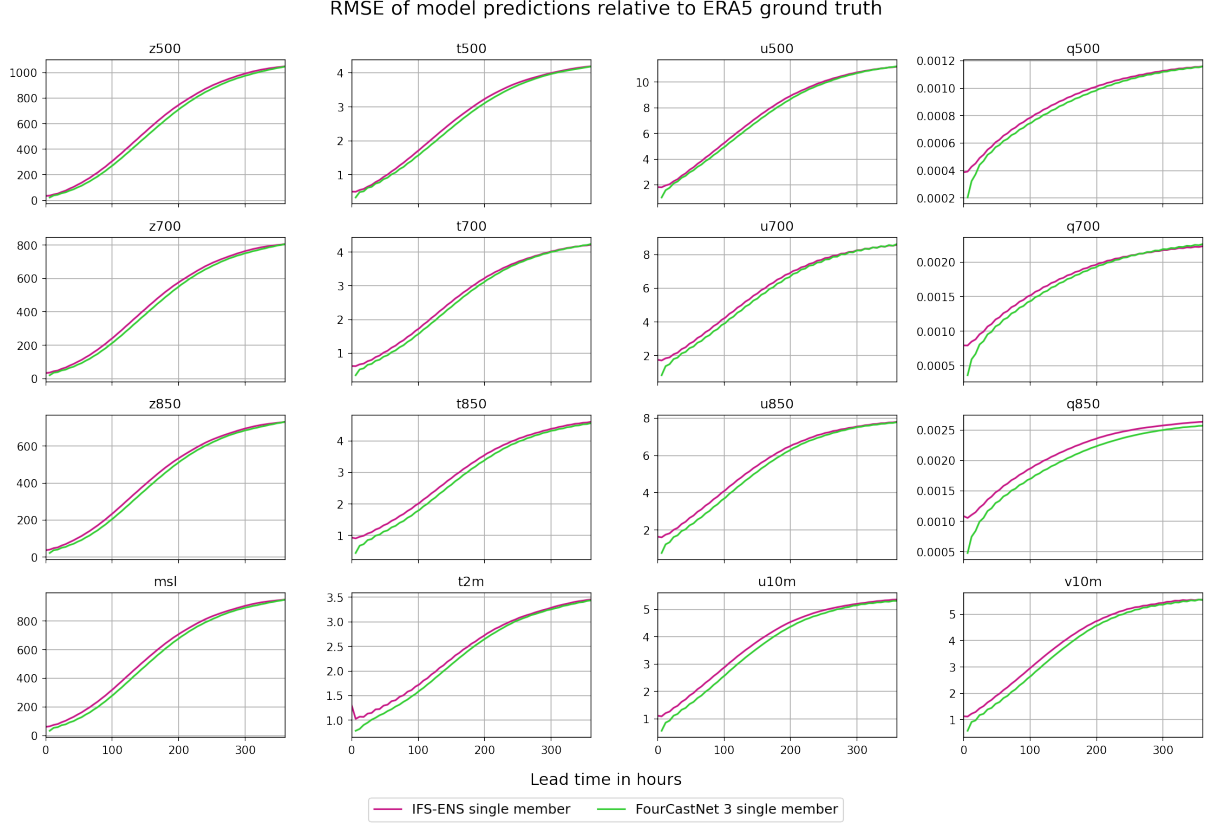 RMSE of model predictions relative to ERA5 ground truth
z500 t500 u500 q500
1000 800 600 400 200 0
4 3 2 1
10 8 6 4 2
0.0012 0.0010 0.0008 0.0006 0.0004 0.0002
z700 t700 u700 q700
800 600 400 200 0
4 3 2 1
8 6 4 2
0.0020 0.0015 0.0010 0.0005
z850 t850 u850 q850
600 400 200 0
4 3 2 1
8 6 4 2
0.0025 0.0020 0.0015 0.0010 0.0005
msl t2m u10m v10m
800 600 400 200 0
3.5 3.0 2.5 2.0 1.5 1.0
5 4 3 2 1
5 4 3 2 1
0 100 200 300 0 100 200 300 0 100 200 300 0 100 200 300
Lead time in hours
IFS-ENS single member FourCastNet 3 single member